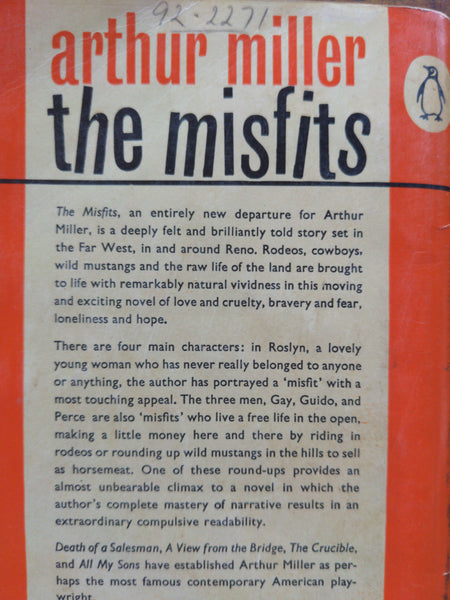 92-2271
arthur miller
the misfits
The Misfits, an entirely new departure for Arthur
Miller, is a deeply felt and brilliantly told story set in
the Far West, in and around Reno. Rodeos, cowboys,
wild mustangs and the raw life of the land are brought
to life with remarkably natural vividness in this moving
and exciting novel of love and cruelty, bravery and fear,
loneliness and hope.
There are four main characters: in Roslyn, a lovely
young woman who has never really belonged to anyone
or anything, the author has portrayed a 'misfit' with a
most touching appeal. The three men, Gay, Guido, and
Perce are also 'misfits' who live a free life in the open,
making a little money here and there by riding in
rodeos or rounding up wild mustangs in the hills to sell
as horsemeat. One of these round-ups provides an
almost unbearable climax to a novel in which the
author's complete mastery of narrative results in an
extraordinary compulsive readability.
Death of a Salesman, A View from the Bridge, The Crucible,
and All My Sons have established Arthur Miller as per-
haps the most famous contemporary American play-
wright.